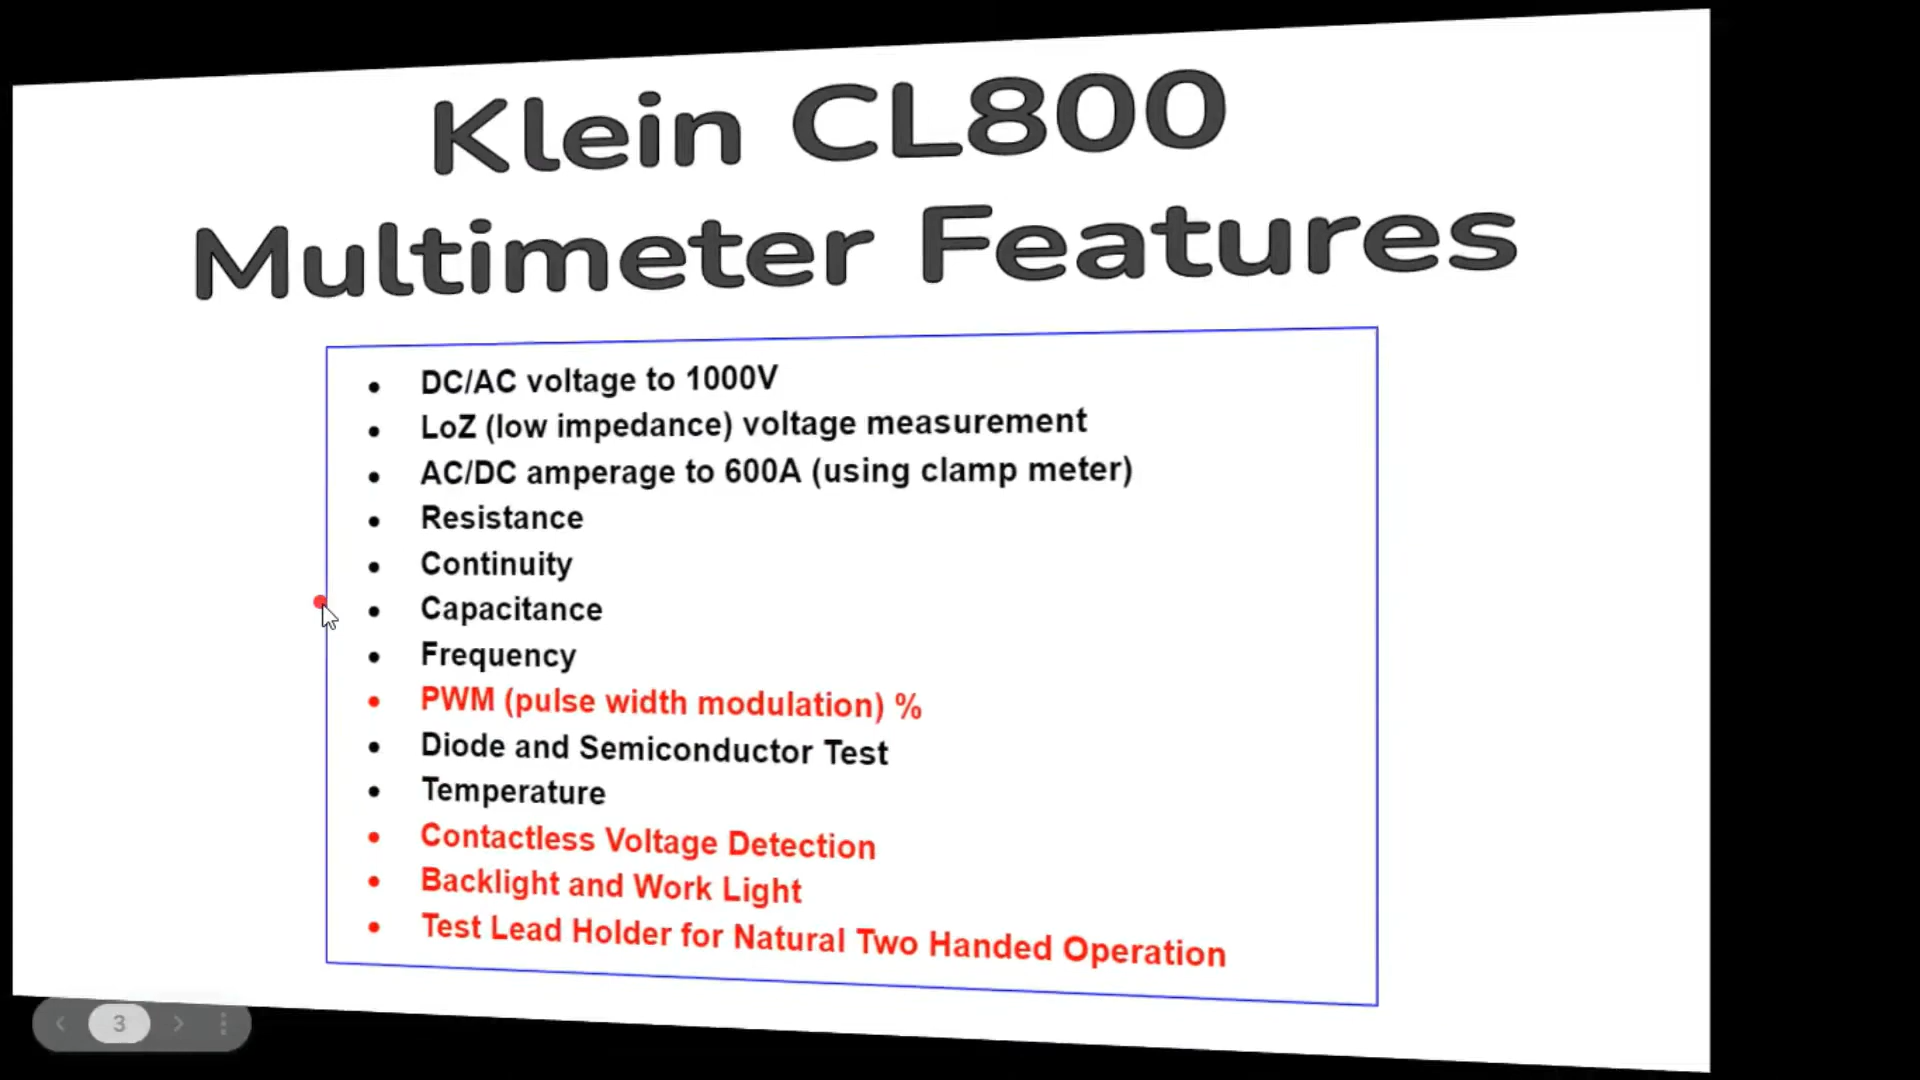 Klein CL800
Multimeter Features
• DC/AC voltage to 1000V
• LoZ (low impedance) voltage measurement
• AC/DC amperage to 600A (using clamp meter)
• Resistance
• Continuity
• Capacitance
• Frequency
• PWM (pulse width modulation) %
• Diode and Semiconductor Test
• Temperature
• Contactless Voltage Detection
• Backlight and Work Light
• Test Lead Holder for Natural Two Handed Operation
3